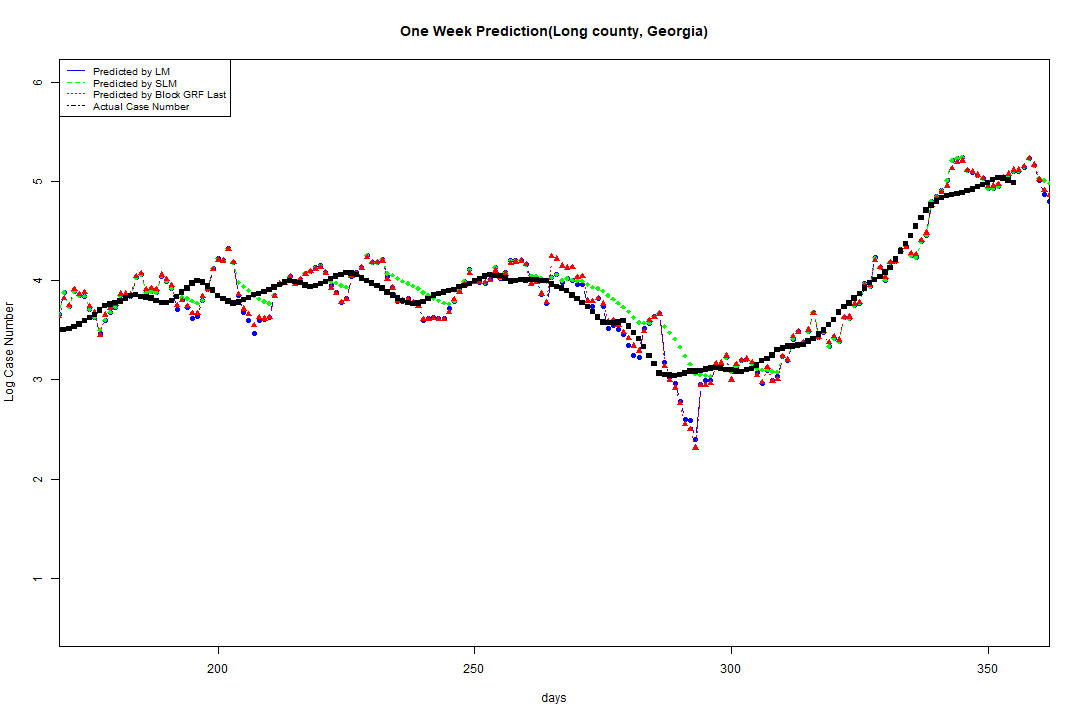 One Week Prediction(Long county, Georgia)
Predicted by LM
Predicted by SLM
Predicted by Block GRF Last
Actual Case Number
6
5
4
3
2
1
Log Case Number
200 250 300 350
days